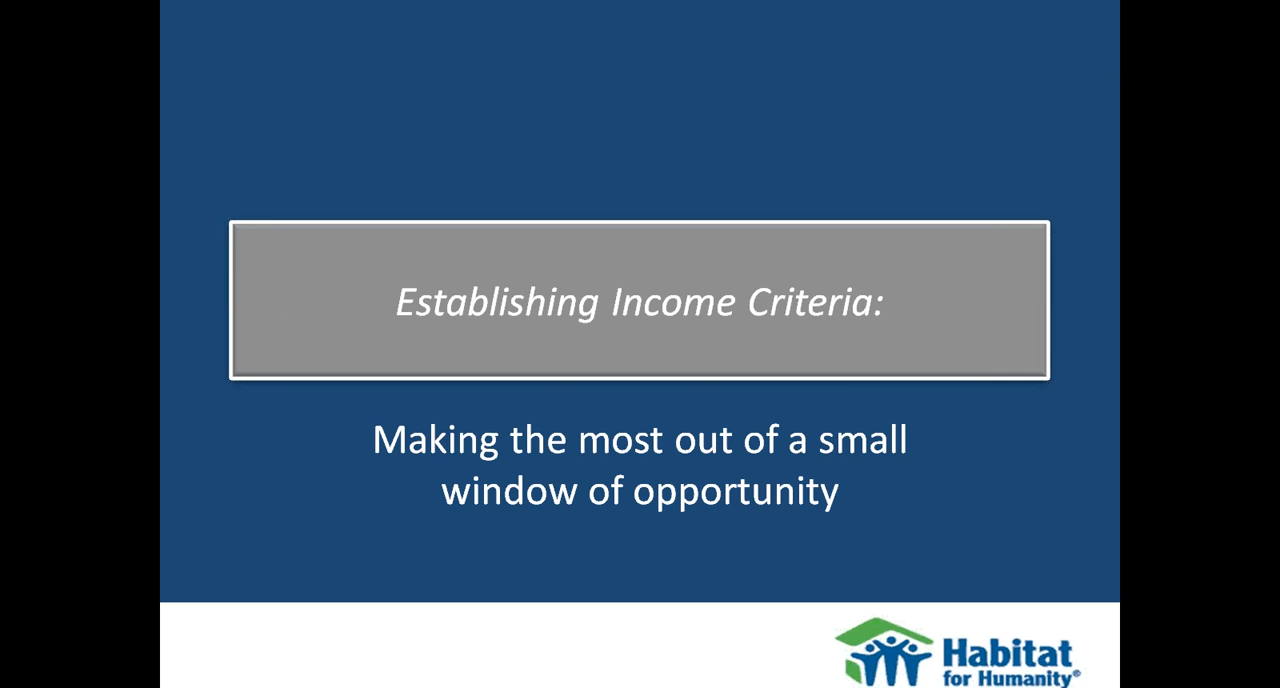 Establishing Income Criteria:
Making the most out of a small
window of opportunity
Habitat
for Humanity®